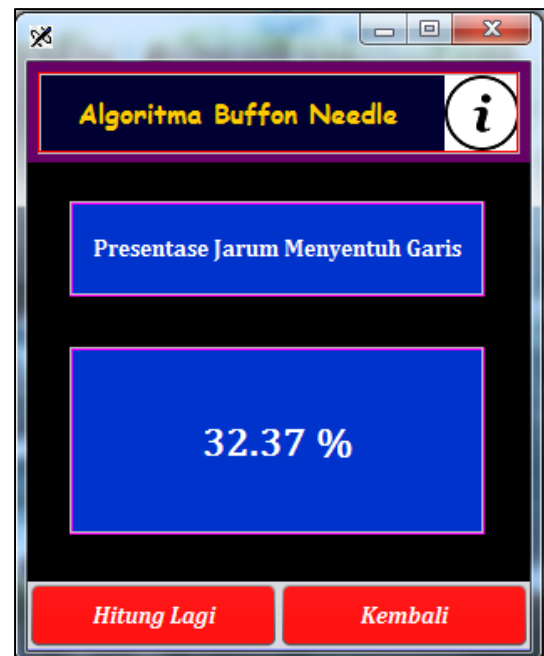 Algoritma Buffon Needle
i
Presentase Jarum Menyentuh Garis
32.37 %
Hitung Lagi
Kembali